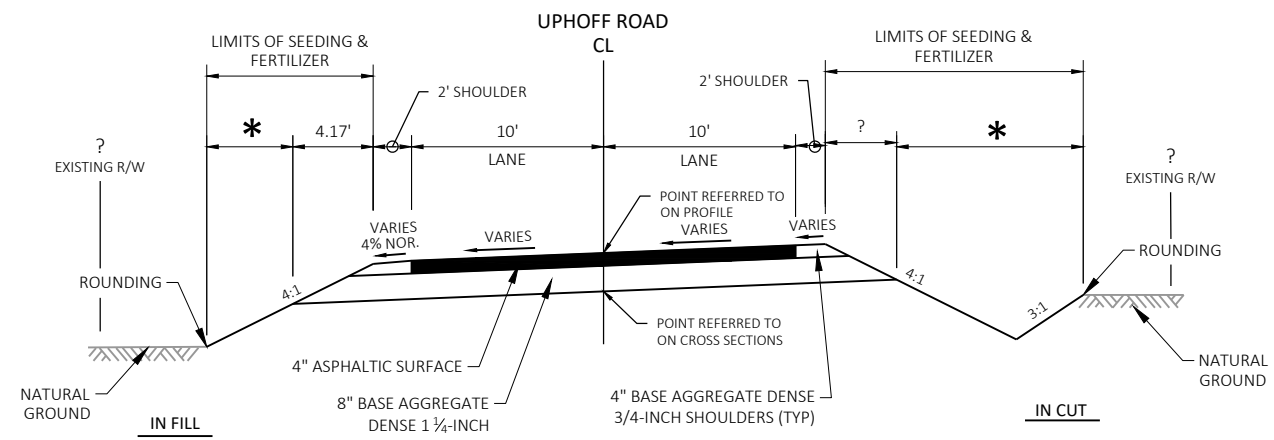 UPHOFF ROAD
CL
LIMITS OF SEEDING &
FERTILIZER
LIMITS OF SEEDING &
FERTILIZER
2' SHOULDER
2' SHOULDER
*
4.17'
10'
LANE
10'
LANE
?
*
?
EXISTING R/W
?
EXISTING R/W
POINT REFERRED TO
ON PROFILE
VARIES
4% NOR.
VARIES
VARIES
VARIES
ROUNDING
ROUNDING
4:1
4:1
3:1
POINT REFERRED TO
ON CROSS SECTIONS
NATURAL
GROUND
4" ASPHALTIC SURFACE
8" BASE AGGREGATE
DENSE 1 1/4-INCH
4" BASE AGGREGATE DENSE
3/4-INCH SHOULDERS (TYP)
NATURAL
GROUND
IN FILL
IN CUT